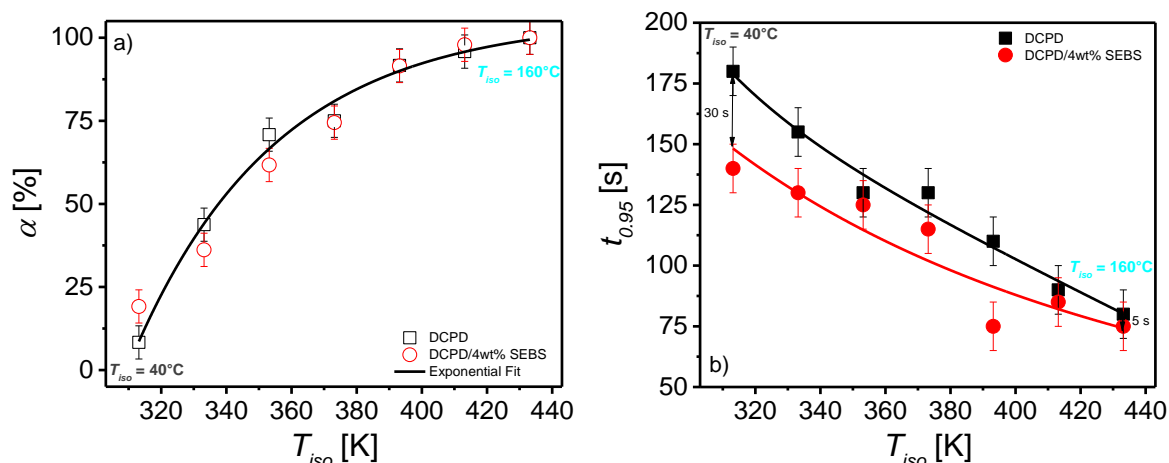 a)
100
75
50
25
0
α [%]
T_iso = 160°C
T_iso = 40°C
DCPD
DCPD/4wt% SEBS
Exponential Fit
320 340 360 380 400 420 440
T_iso [K]
200
175
150
125
100
75
50
t_0.95 [s]
T_iso = 40°C
DCPD
DCPD/4wt% SEBS
30 s
T_iso = 160°C
5 s
b)
320 340 360 380 400 420 440
T_iso [K]